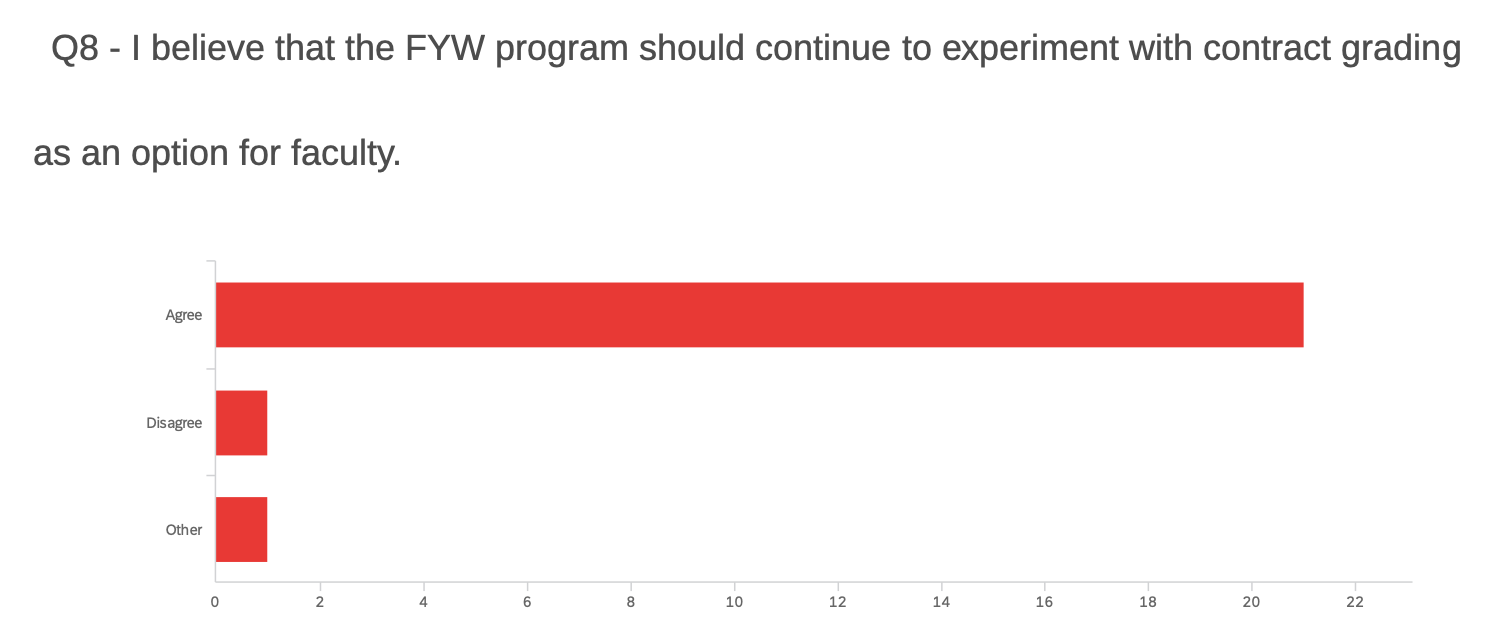 Q8 - I believe that the FYW program should continue to experiment with contract grading
as an option for faculty.
Agree
Disagree
Other
0 2 4 6 8 10 12 14 16 18 20 22